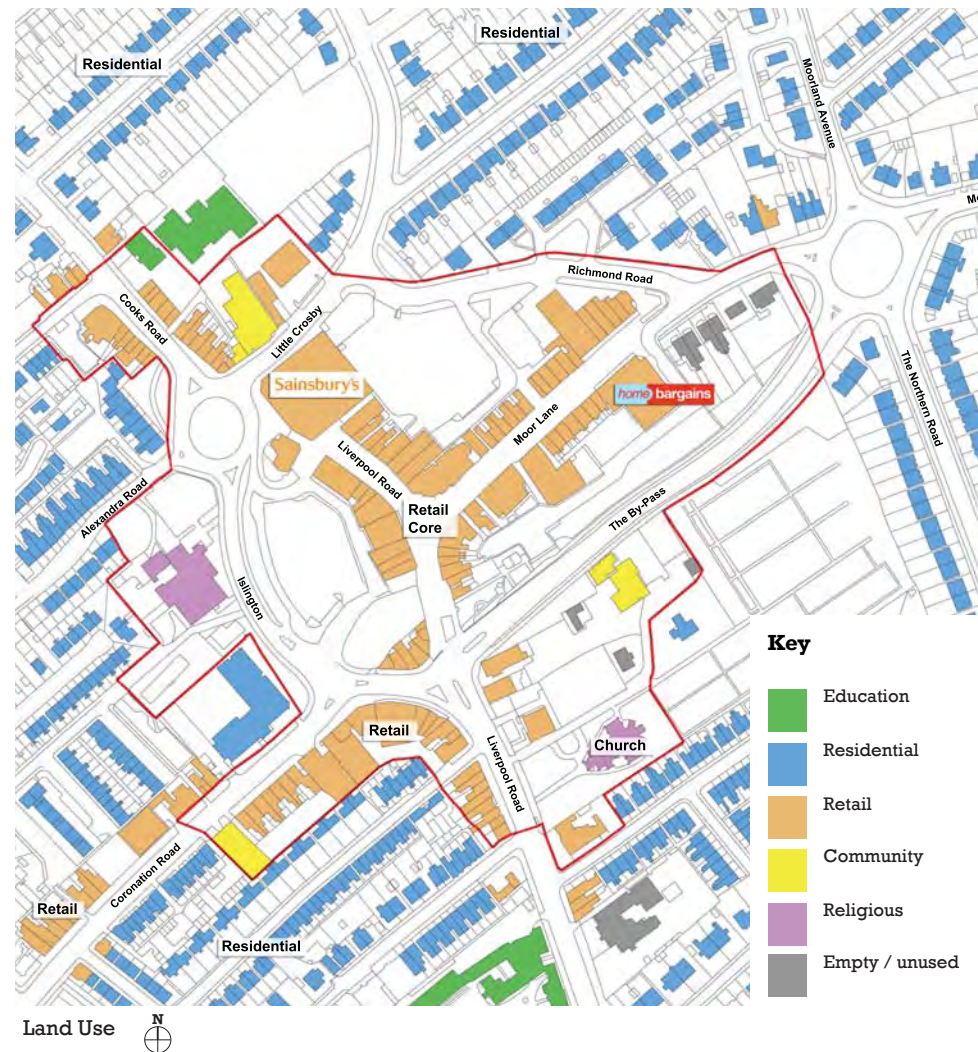 Residential
Residential
Moorland Avenue
Mo
Richmond Road
Cooks Road
Little Crosby
Sainsbury's
home bargains
Moor Lane
The Northern Road
Liverpool Road
Retail
Core
Alexandra Road
The By-Pass
Islington
Retail
Church
Liverpool Road
Coronation Road
Retail
Residential
Key
Education
Residential
Retail
Community
Religious
Empty / unused
Land Use
N